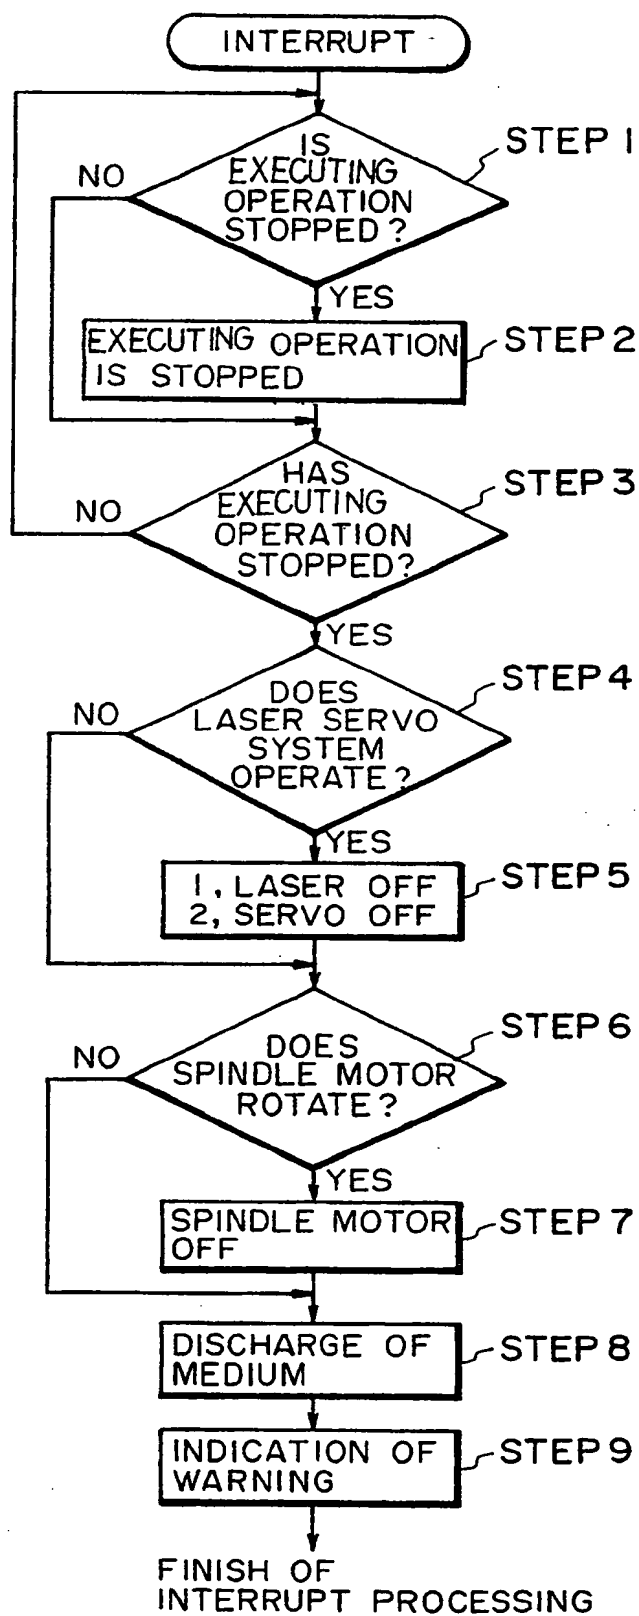 INTERRUPT
IS
EXECUTING
OPERATION
STOPPED?
STEP 1
NO
YES
EXECUTING OPERATION
IS STOPPED
STEP 2
HAS
EXECUTING
OPERATION
STOPPED?
STEP 3
NO
YES
DOES
LASER SERVO
SYSTEM
OPERATE?
STEP 4
NO
YES
1, LASER OFF
2, SERVO OFF
STEP 5
DOES
SPINDLE MOTOR
ROTATE?
STEP 6
NO
YES
SPINDLE MOTOR
OFF
STEP 7
DISCHARGE OF
MEDIUM
STEP 8
INDICATION OF
WARNING
STEP 9
FINISH OF
INTERRUPT PROCESSING